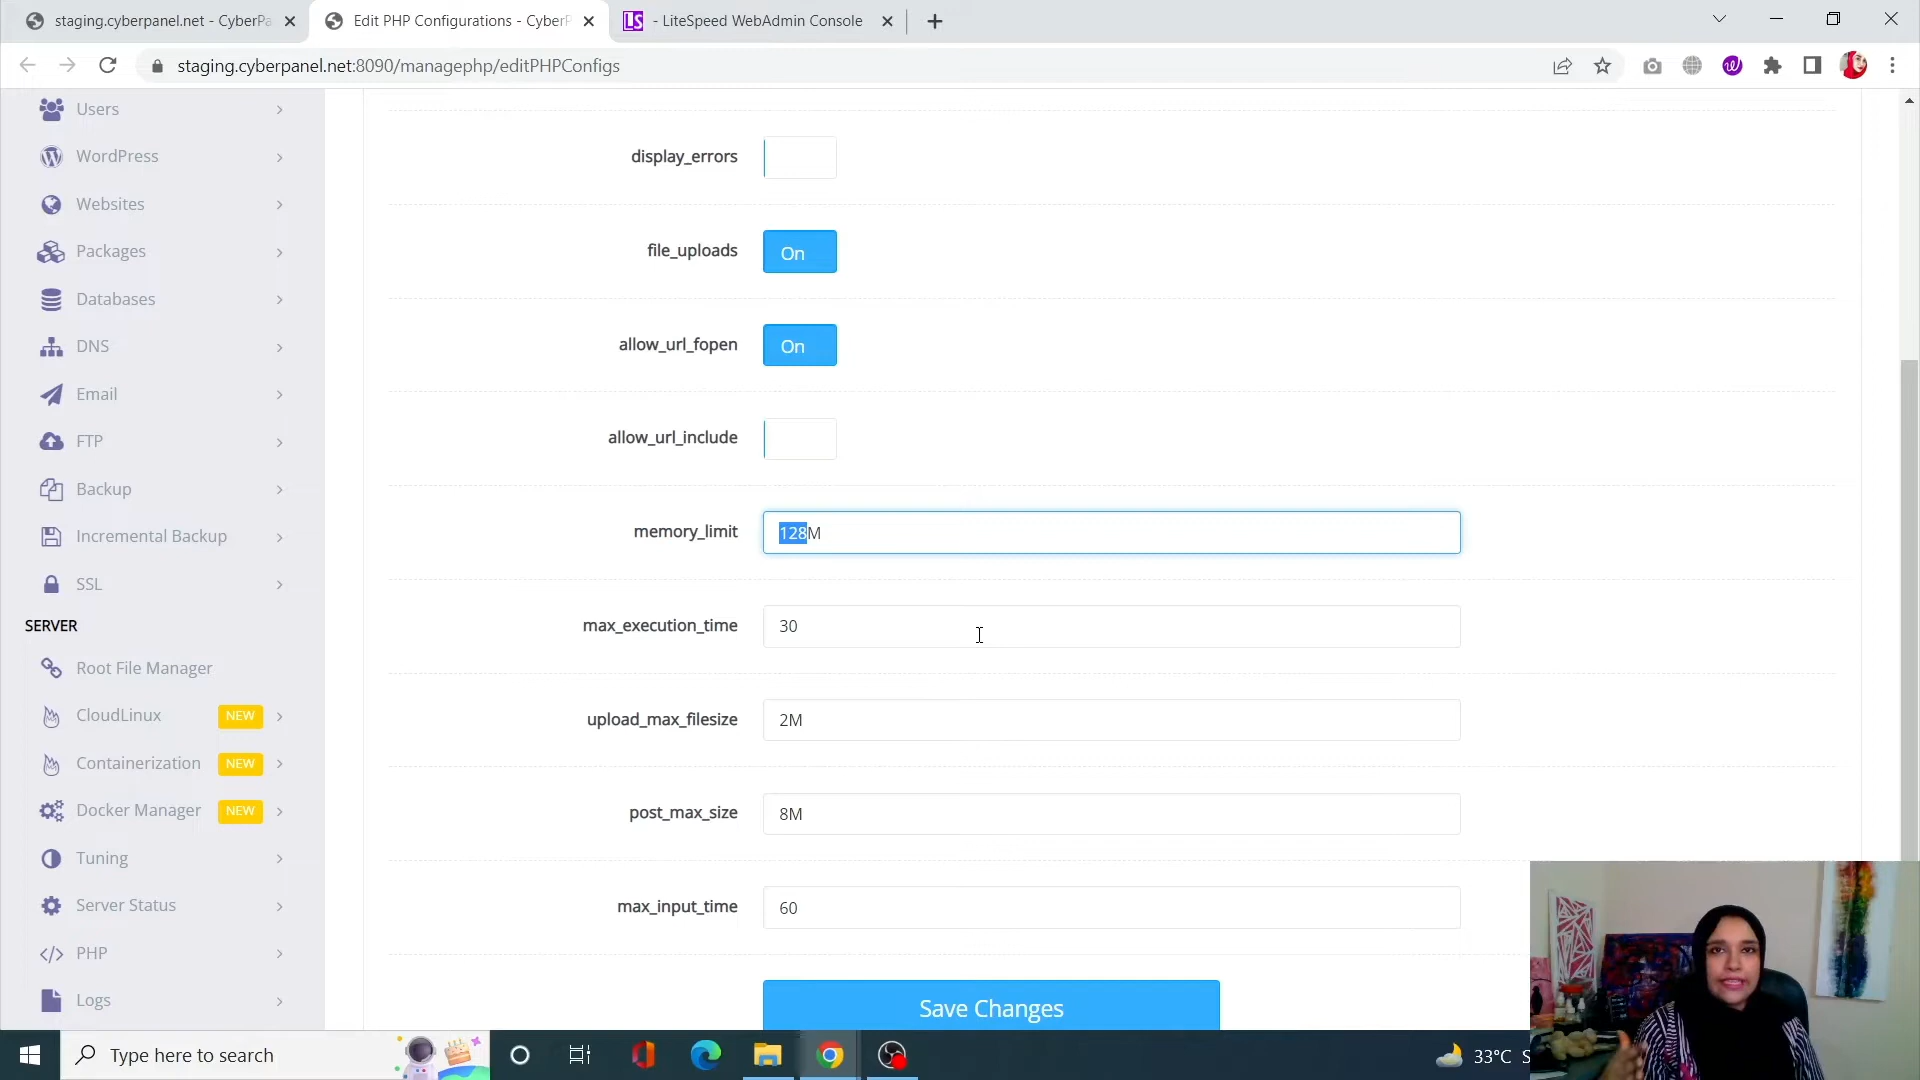 staging.cyberpanel.net - CyberPa
Edit PHP Configurations - CyberP
LS - LiteSpeed WebAdmin Console
staging.cyberpanel.net:8090/managephp/editPHPConfigs
Users
WordPress
Websites
Packages
Databases
DNS
Email
FTP
Backup
Incremental Backup
SSL
SERVER
Root File Manager
CloudLinux NEW
Containerization NEW
Docker Manager NEW
Tuning
Server Status
PHP
Logs
display_errors
file_uploads On
allow_url_fopen On
allow_url_include
memory_limit 128M
max_execution_time 30
upload_max_filesize 2M
post_max_size 8M
max_input_time 60
Save Changes
Type here to search
33°C S